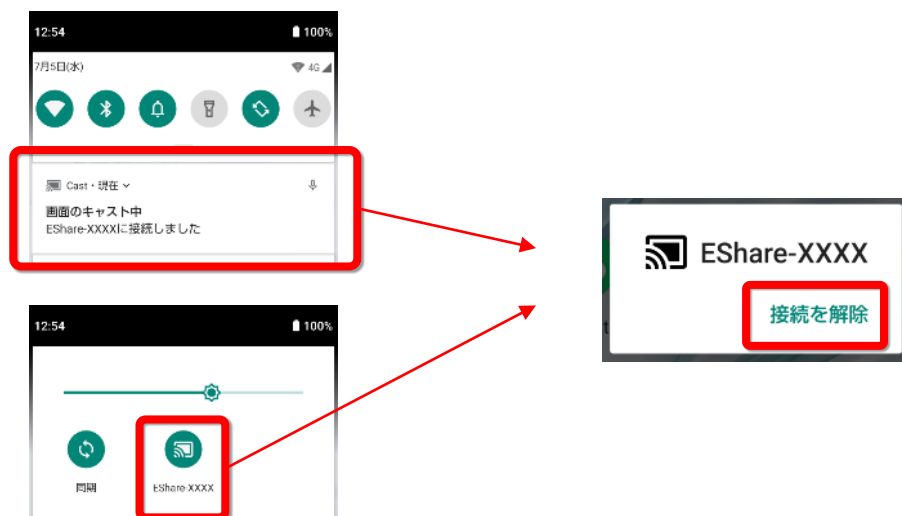 12:54 100%
7月5日(水) 4G
Cast・現在
画面のキャスト中
EShare-XXXXに接続しました
12:54 100%
同期 EShare-XXXX
EShare-XXXX
接続を解除